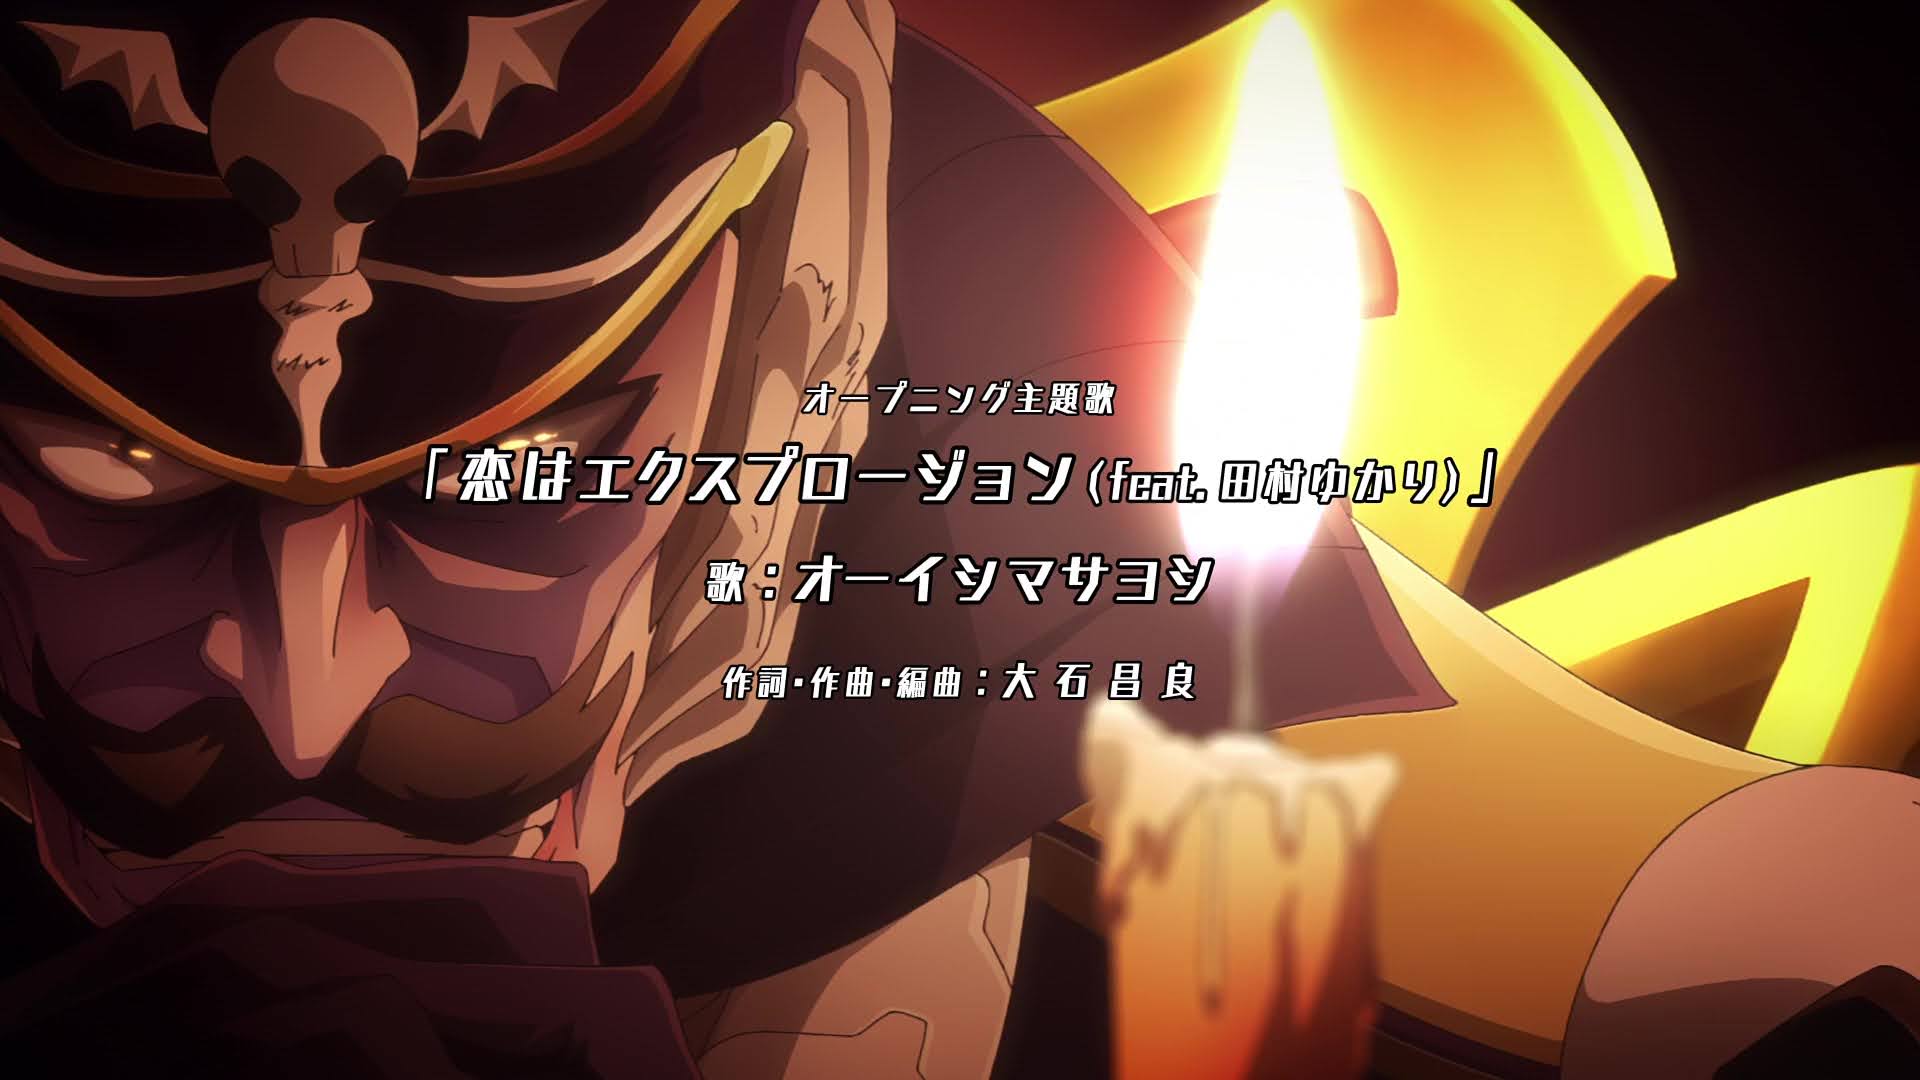 オープニング主題歌
「恋はエクスプロージョン（feat. 田村ゆかり）」
歌：オーイシマサヨシ
作詞・作曲・編曲：大石昌良